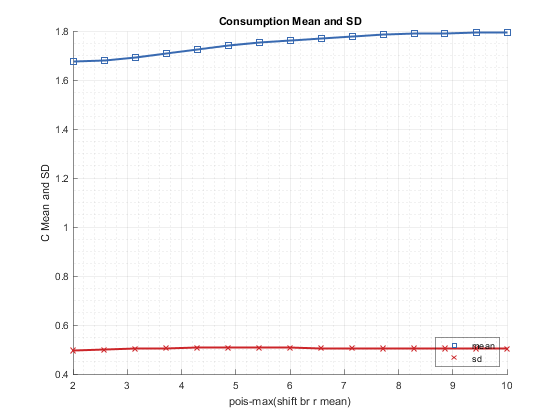 Consumption Mean and SD
C Mean and SD
1.8
1.6
1.4
1.2
1
0.8
0.6
0.4
2 3 4 5 6 7 8 9 10
pois-max(shift br r mean)
mean
sd